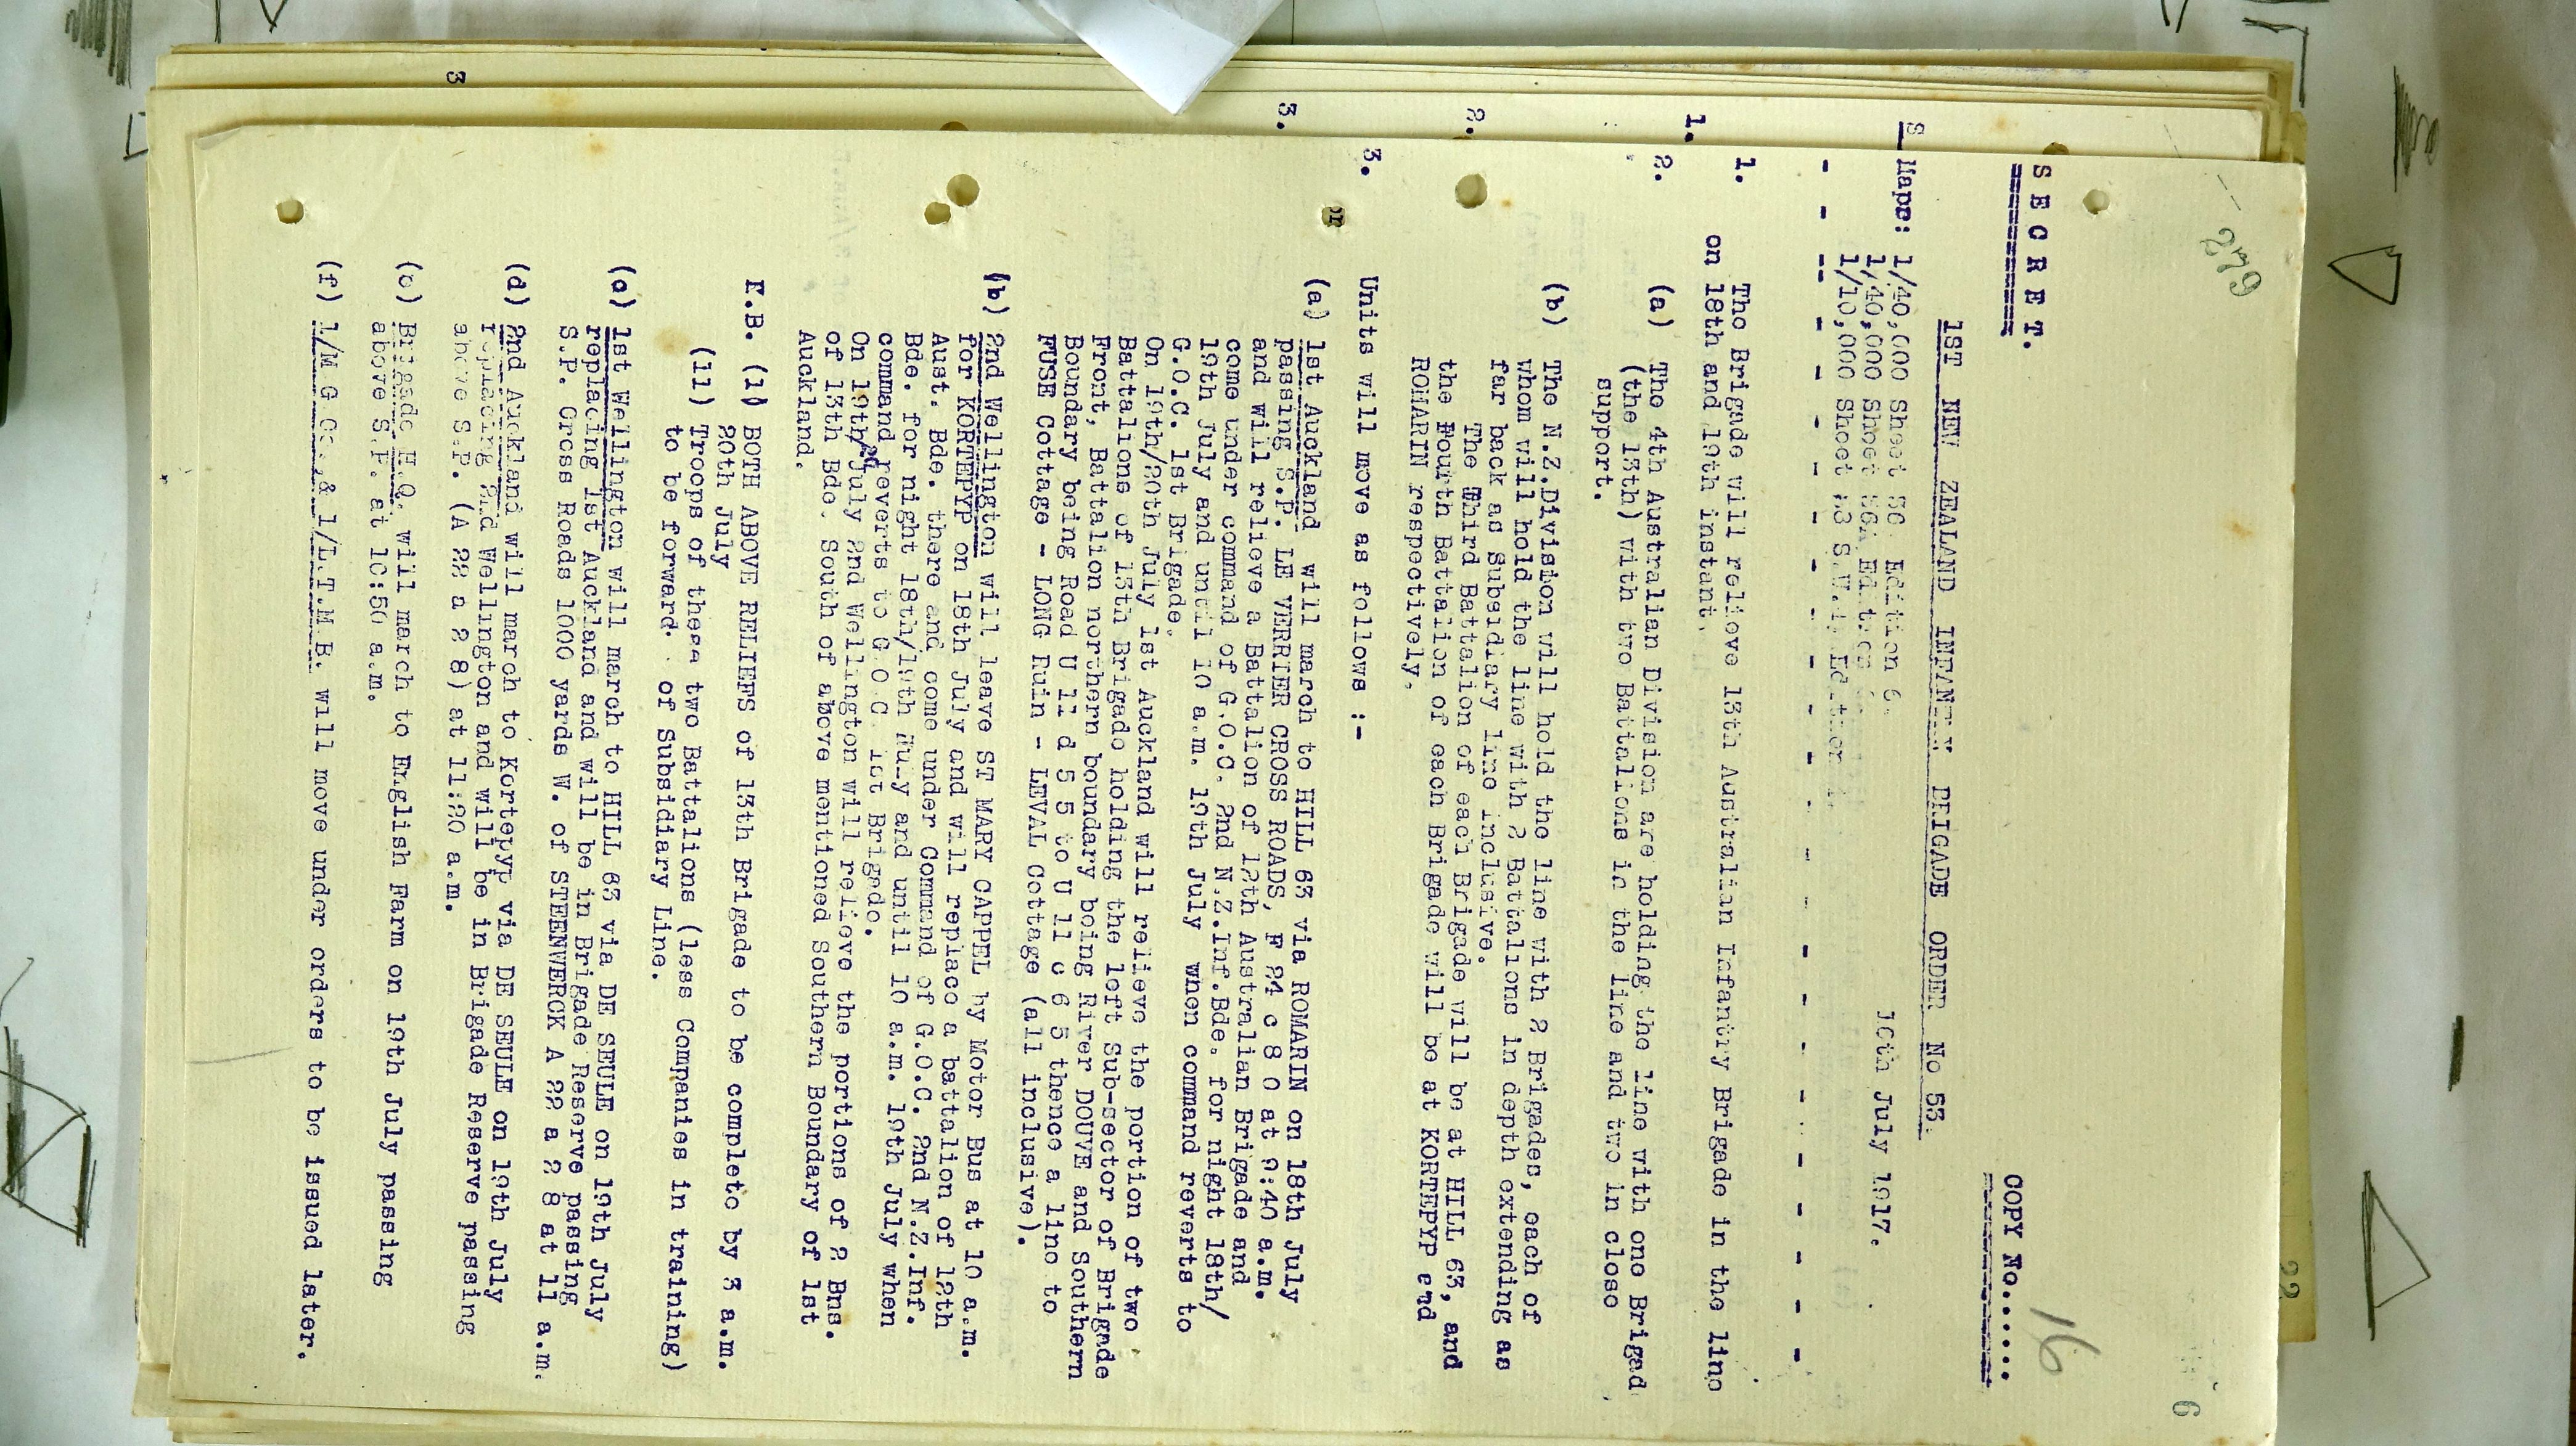 279
6
SECRET.
COPY No......
16
1ST NEW ZEALAND INFANTRY BRIGADE ORDER No 53.
16th July 1917.
Maps: 1/40,000 Sheet 36 Edition 6.
1/40,000 Sheet
1/10,000 Sheet 28 S.W.
1. The Brigade will relieve 13th Australian Infantry Brigade in the line
on 18th and 19th instant.
2. (a) The 4th Australian Division are holding the line with one Brigad
(the 13th) with two Battalions in the line and two in close
support.
(b) The N.Z.Division will hold the line with 2 Brigades, each of
whom will hold the line with 2 Battalions in depth extending as
far back as Subsidiary line inclusive.
The Third Battalion of each Brigade will be at HILL 63, and
the Fourth Battalion of each Brigade will be at KORTEPYP and
ROMARIN respectively.
3. Units will move as follows :-
(a) 1st Auckland will march to HILL 63 via ROMARIN on 18th July
passing S.P. LE VERRIER CROSS ROADS, F 24 c 8 0 at 9:40 a.m.
and will relieve a Battalion of 12th Australian Brigade and
come under command of G.O.C. 2nd N.Z.Inf.Bde. for night 18th/
19th July and until 10 a.m. 19th July when command reverts to
G.O.C. 1st Brigade.
On 19th/20th July 1st Auckland will relieve the portion of two
Battalions of 13th Brigade holding the left Sub-sector of Brigade
Front, Battalion northern boundary being River DOUVE and Southern
Boundary being Road U 11 d 5 5 to U 11 c 6 5 thence a line to
FUSE Cottage - LONG Ruin - LEVAL Cottage (all inclusive).
(b) 2nd Wellington will leave ST MARY CAPPEL by Motor Bus at 10 a.m.
for KORTEPYP on 18th July and will replace a battalion of 12th
Aust. Bde. there and come under Command of G.O.C. 2nd N.Z.Inf.
Bde. for night 18th/19th July and until 10 a.m. 19th July when
command reverts to G.O.C. 1st Brigade.
On 19th/20 July 2nd Wellington will relieve the portions of 2 Bns.
of 13th Bde. South of above mentioned Southern Boundary of 1st
Auckland.
N.B. (1) BOTH ABOVE RELIEFS of 13th Brigade to be complete by 3 a.m.
20th July
(11) Troops of these two Battalions (less Companies in training)
to be forward of Subsidiary Line.
(c) 1st Wellington will march to HILL 63 via DE SEULE on 19th July
replacing 1st Auckland and will be in Brigade Reserve passing
S.P. Cross Roads 1000 yards W. of STEENWERCK A 22 a 2 8 at 11 a.m.
(d) 2nd Auckland will march to Kortepyp via DE SEULE on 19th July
replacing 2nd Wellington and will be in Brigade Reserve passing
above S.P. (A 22 a 2 8) at 11:20 a.m.
(e) Brigade H.Q. will march to English Farm on 19th July passing
above S.P. at 10:50 a.m.
(f) 1/M G Co., & 1/L.T.M.B. will move under orders to be issued later.